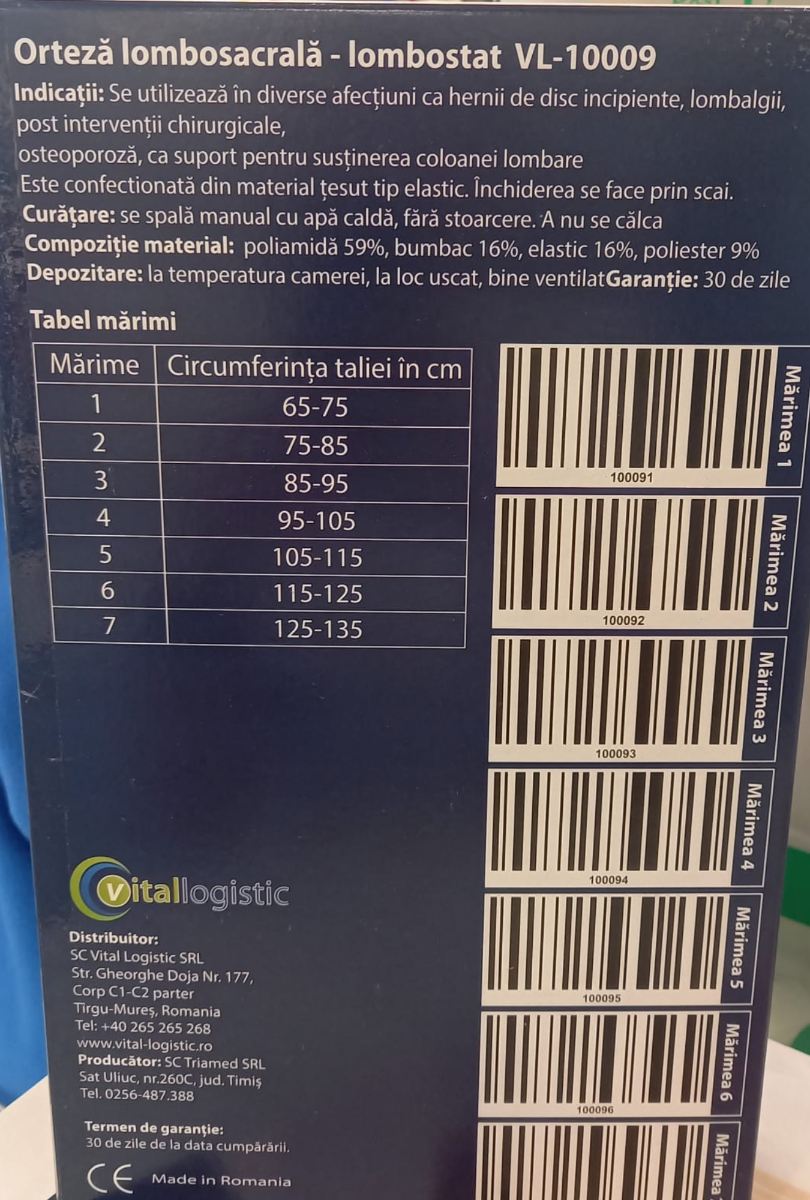 Orteză lombosacrală - lombostat VL-10009
Indicații: Se utilizează în diverse afecțiuni ca hernii de disc incipiente, lombalgii,
post intervenții chirurgicale,
osteoporoză, ca suport pentru susținerea coloanei lombare
Este confectionată din material țesut tip elastic. Închiderea se face prin scai.
Curăţare: se spală manual cu apă caldă, fără stoarcere. A nu se călca
Compoziție material: poliamidă 59%, bumbac 16%, elastic 16%, poliester 9%
Depozitare: la temperatura camerei, la loc uscat, bine ventilatGaranție: 30 de zile
Tabel mărimi
Mărime Circumferința taliei în cm
1 65-75
2 75-85
3 85-95
4 95-105
5 105-115
6 115-125
7 125-135
100091
Mărimea 1
100092
Mărimea 2
100093
Mărimea 3
100094
Mărimea 4
100095
Mărimea 5
100096
Mărimea 6
Mărimea
vitallogistic
Distribuitor:
SC Vital Logistic SRL
Str. Gheorghe Doja Nr. 177,
Corp C1-C2 parter
Tirgu-Mureș, Romania
Tel: +40 265 265 268
www.vital-logistic.ro
Producător: SC Triamed SRL
Sat Uliuc, nr.260C, jud. Timiș
Tel. 0256-487.388
Termen de garanție:
30 de zile de la data cumpărării.
CE Made in Romania